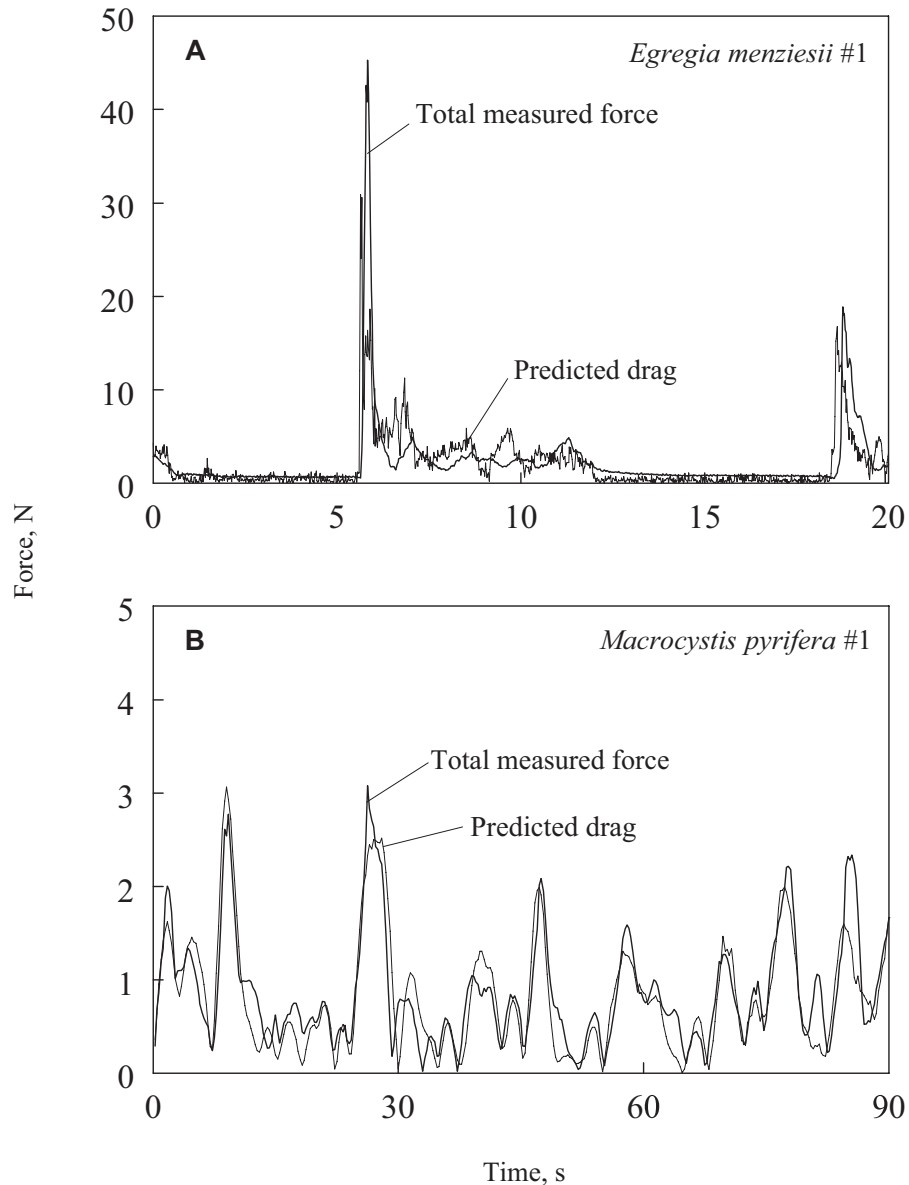 50
A
Egregia menziesii #1
40
Total measured force
30
20
Predicted drag
10
0
0 5 10 15 20
Force, N
5
B
Macrocystis pyrifera #1
4
Total measured force
3
Predicted drag
2
1
0
0 30 60 90
Time, s